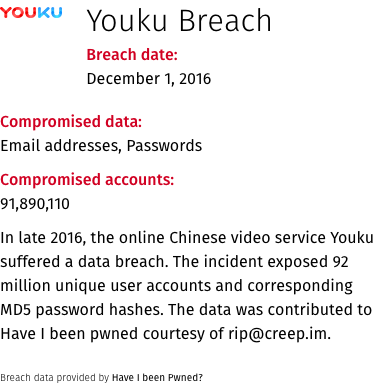 YOUKU
Youku Breach
Breach date:
December 1, 2016
Compromised data:
Email addresses, Passwords
Compromised accounts:
91,890,110
In late 2016, the online Chinese video service Youku
suffered a data breach. The incident exposed 92
million unique user accounts and corresponding
MD5 password hashes. The data was contributed to
Have I been pwned courtesy of rip@creep.im.
Breach data provided by Have I been Pwned?